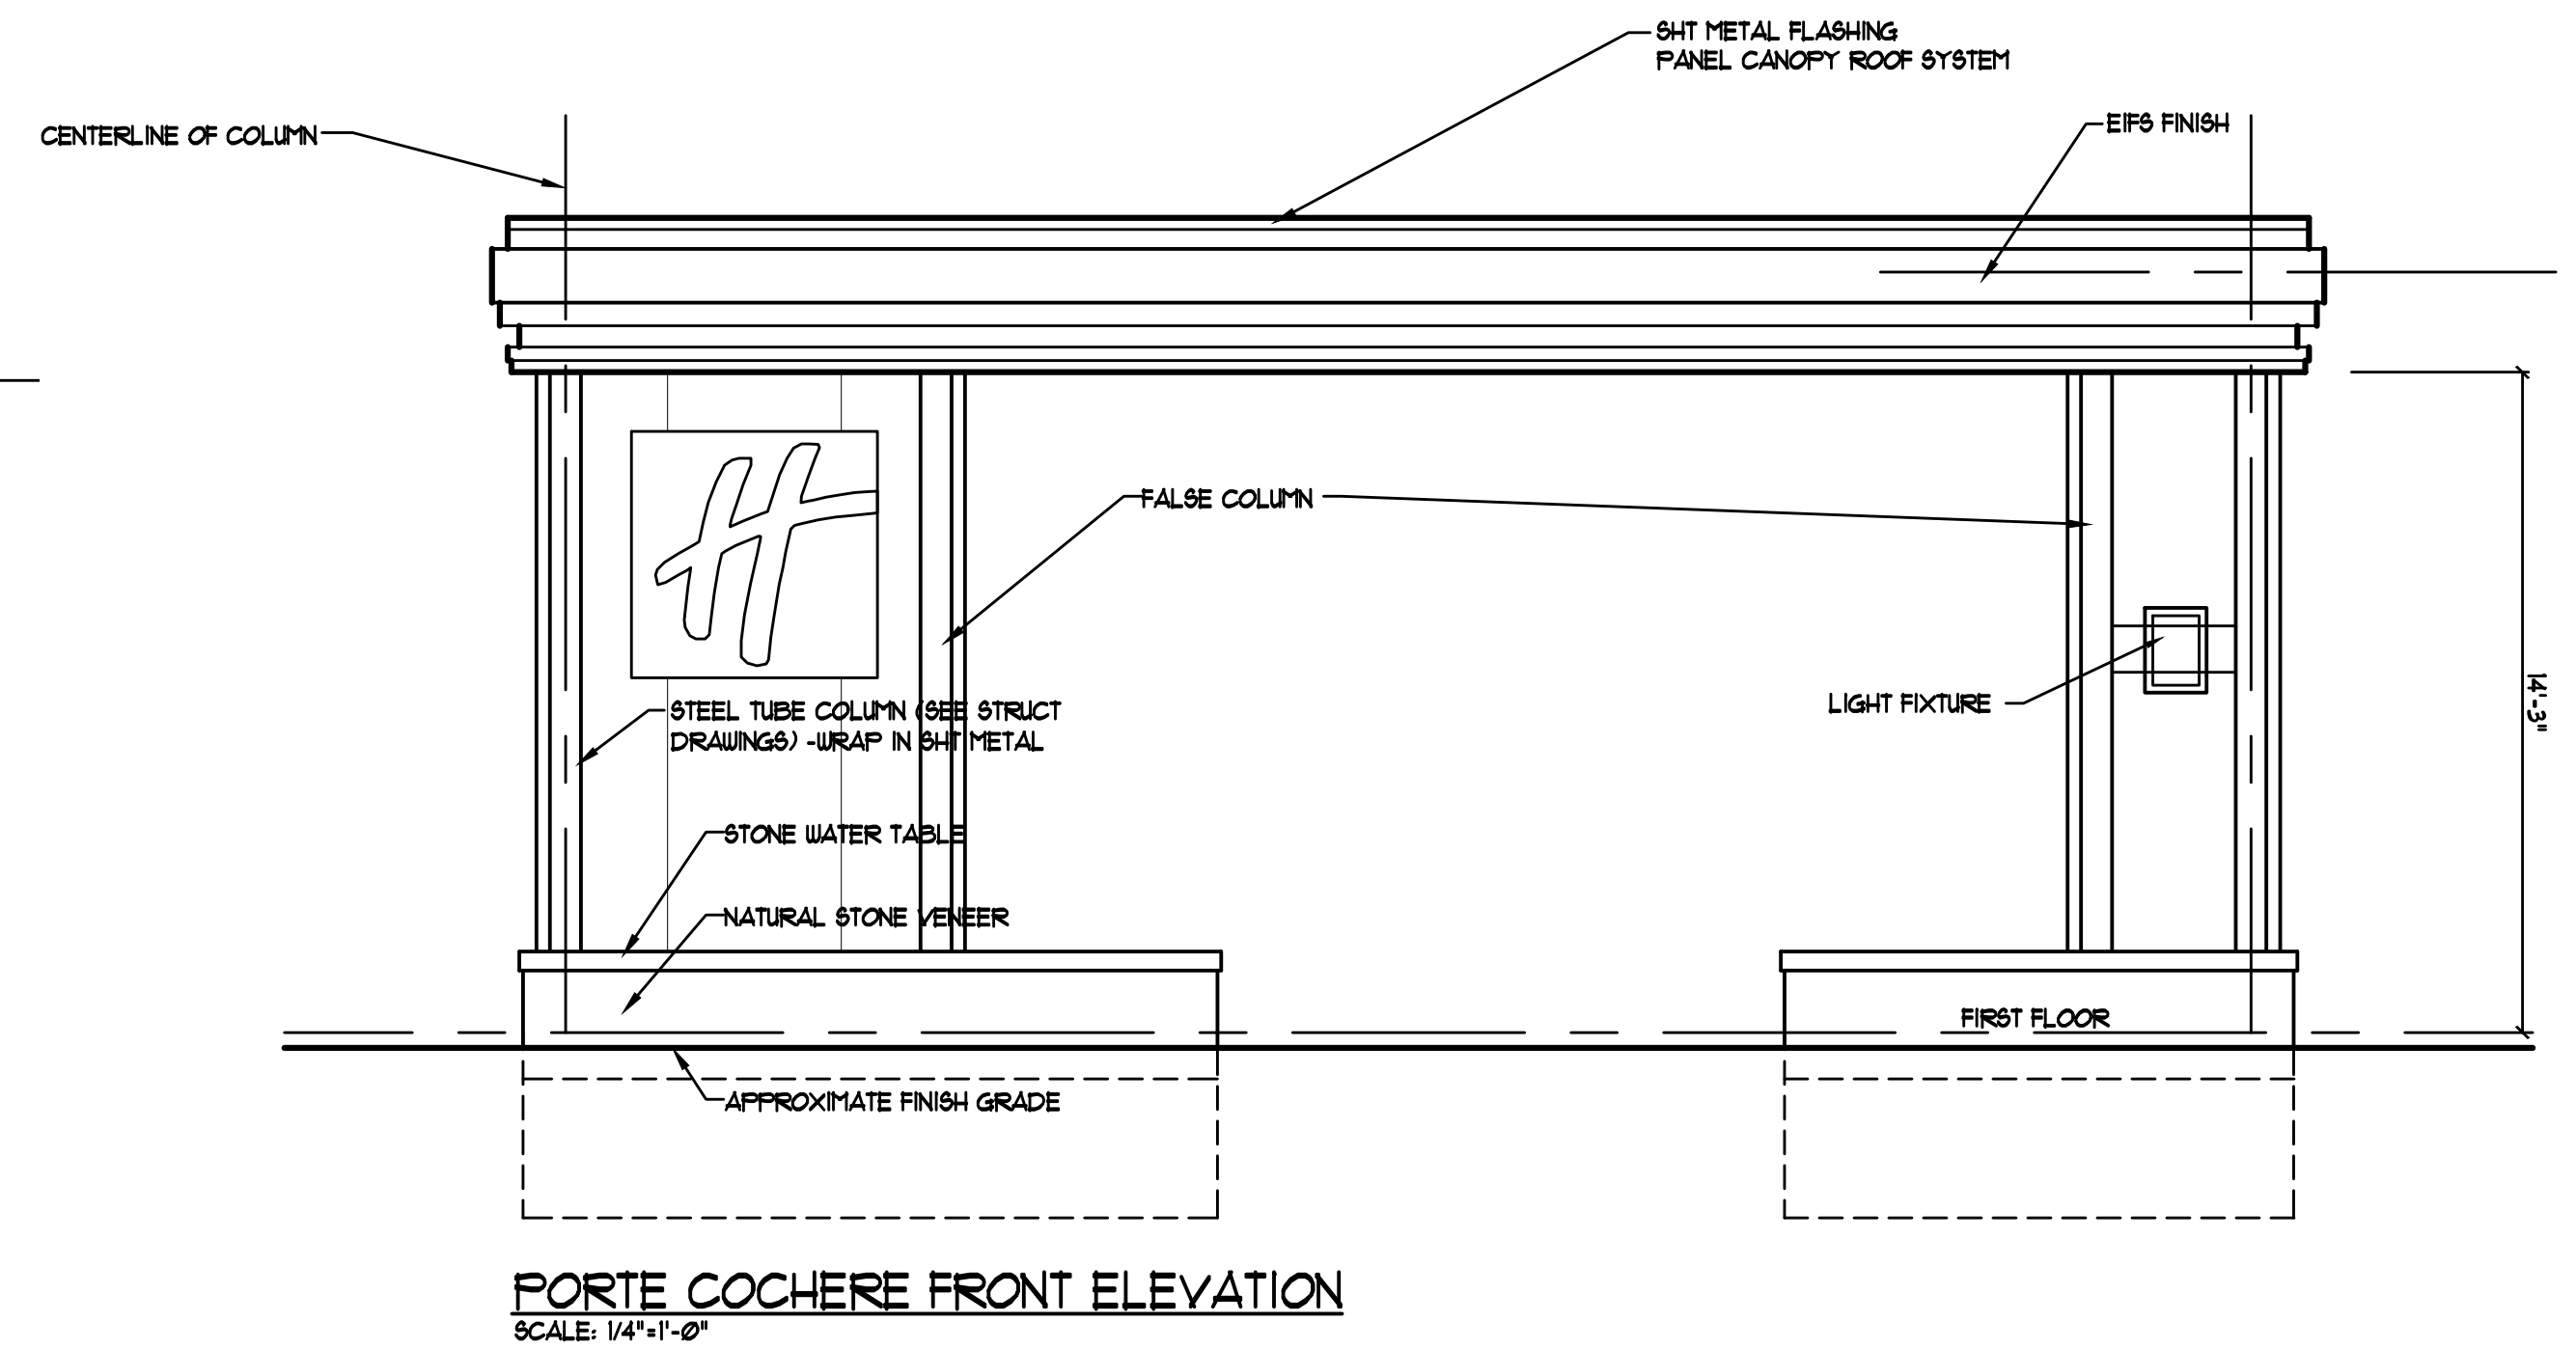 SHT METAL FLASHING
PANEL CANOPY ROOF SYSTEM
EIFS FINISH
CENTERLINE OF COLUMN
FALSE COLUMN
H
LIGHT FIXTURE
14'-3"
STEEL TUBE COLUMN (SEE STRUCT
DRAWINGS) -WRAP IN SHT METAL
STONE WATER TABLE
NATURAL STONE VENEER
FIRST FLOOR
APPROXIMATE FINISH GRADE
PORTE COCHERE FRONT ELEVATION
SCALE: 1/4"=1'-0"